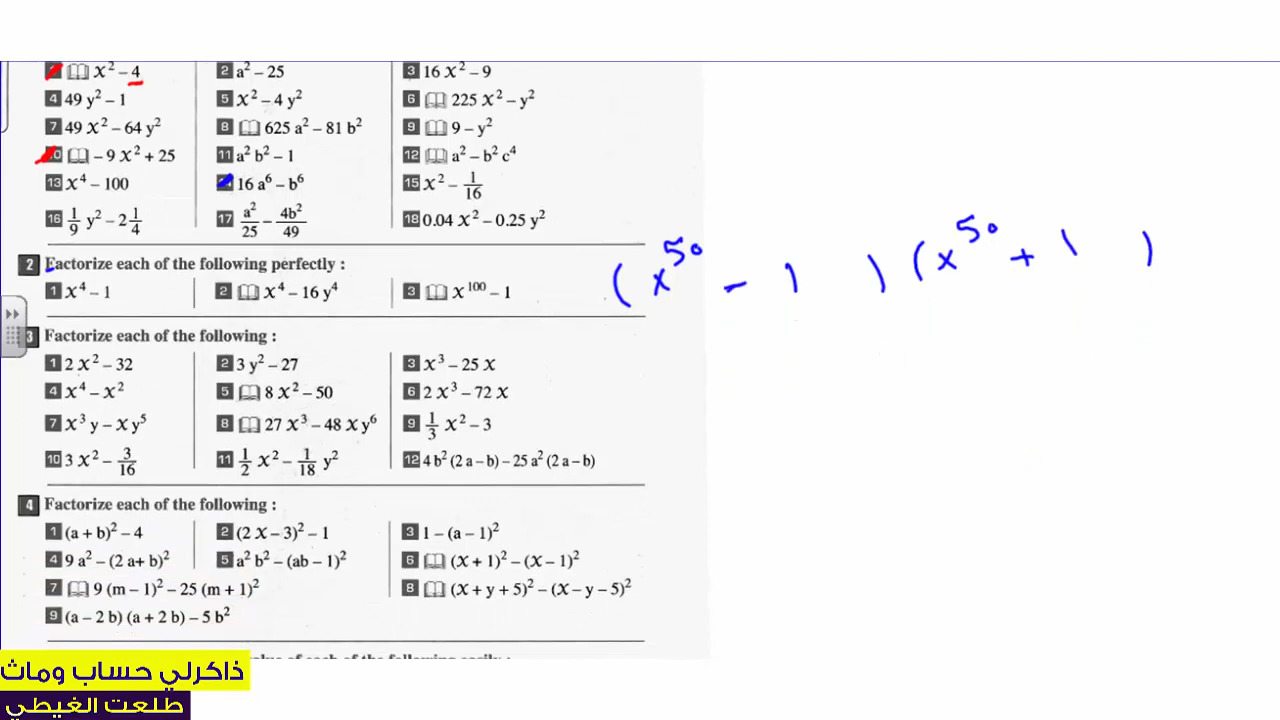 1 x² – 4 2 a² – 25 3 16 x² – 9
4 49 y² – 1 5 x² – 4 y² 6 225 x² – y²
7 49 x² – 64 y² 8 625 a² – 81 b² 9 9 – y²
10 – 9 x² + 25 11 a² b² – 1 12 a² – b² c⁴
13 x⁴ – 100 16 a⁶ – b⁶ 15 x² – 1/16
16 1/9 y² – 2 1/4 17 a²/25 – 4b²/49 18 0.04 x² – 0.25 y²
(x⁵⁰ – 1) (x⁵⁰ + 1)
2 Factorize each of the following perfectly :
1 x⁴ – 1 2 x⁴ – 16 y⁴ 3 x¹⁰⁰ – 1
3 Factorize each of the following :
1 2 x² – 32 2 3 y² – 27 3 x³ – 25 x
4 x⁴ – x² 5 8 x² – 50 6 2 x³ – 72 x
7 x³ y – x y⁵ 8 27 x³ – 48 x y⁶ 9 1/3 x² – 3
10 3 x² – 3/16 11 1/2 x² – 1/18 y² 12 4 b² (2 a – b) – 25 a² (2 a – b)
4 Factorize each of the following :
1 (a + b)² – 4 2 (2 x – 3)² – 1 3 1 – (a – 1)²
4 9 a² – (2 a+ b)² 5 a² b² – (ab – 1)² 6 (x + 1)² – (x – 1)²
7 9 (m – 1)² – 25 (m + 1)² 8 (x + y + 5)² – (x – y – 5)²
9 (a – 2 b) (a + 2 b) – 5 b²
of each of the following easily :
ذاكرلي حساب وماث
طلعت الغيطي